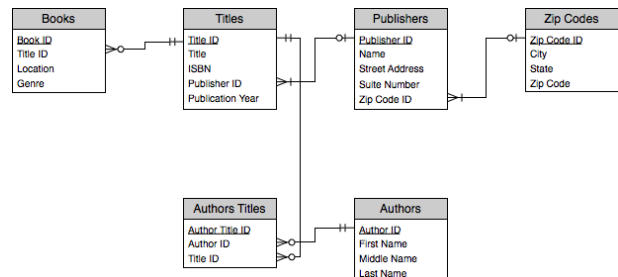 Books
Book ID
Title ID
Location
Genre
Titles
Title ID
Title
ISBN
Publisher ID
Publication Year
Publishers
Publisher ID
Name
Street Address
Suite Number
Zip Code ID
Zip Codes
Zip Code ID
City
State
Zip Code
Authors Titles
Author Title ID
Author ID
Title ID
Authors
Author ID
First Name
Middle Name
Last Name